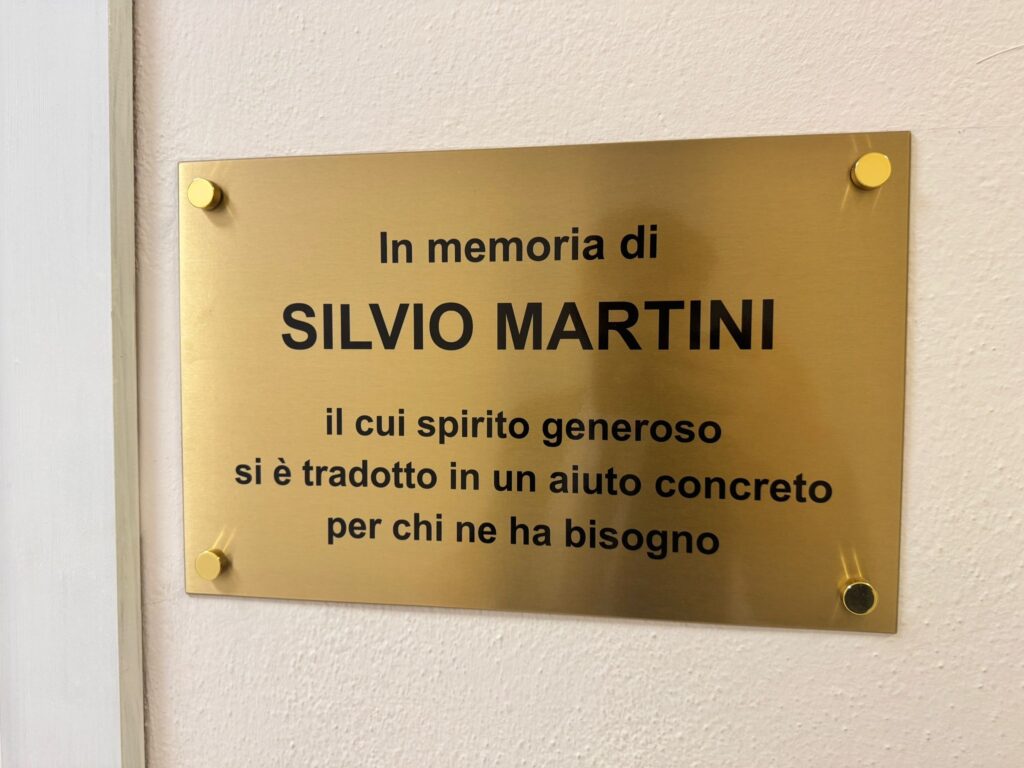 In memoria di
SILVIO MARTINI
il cui spirito generoso
si è tradotto in un aiuto concreto
per chi ne ha bisogno